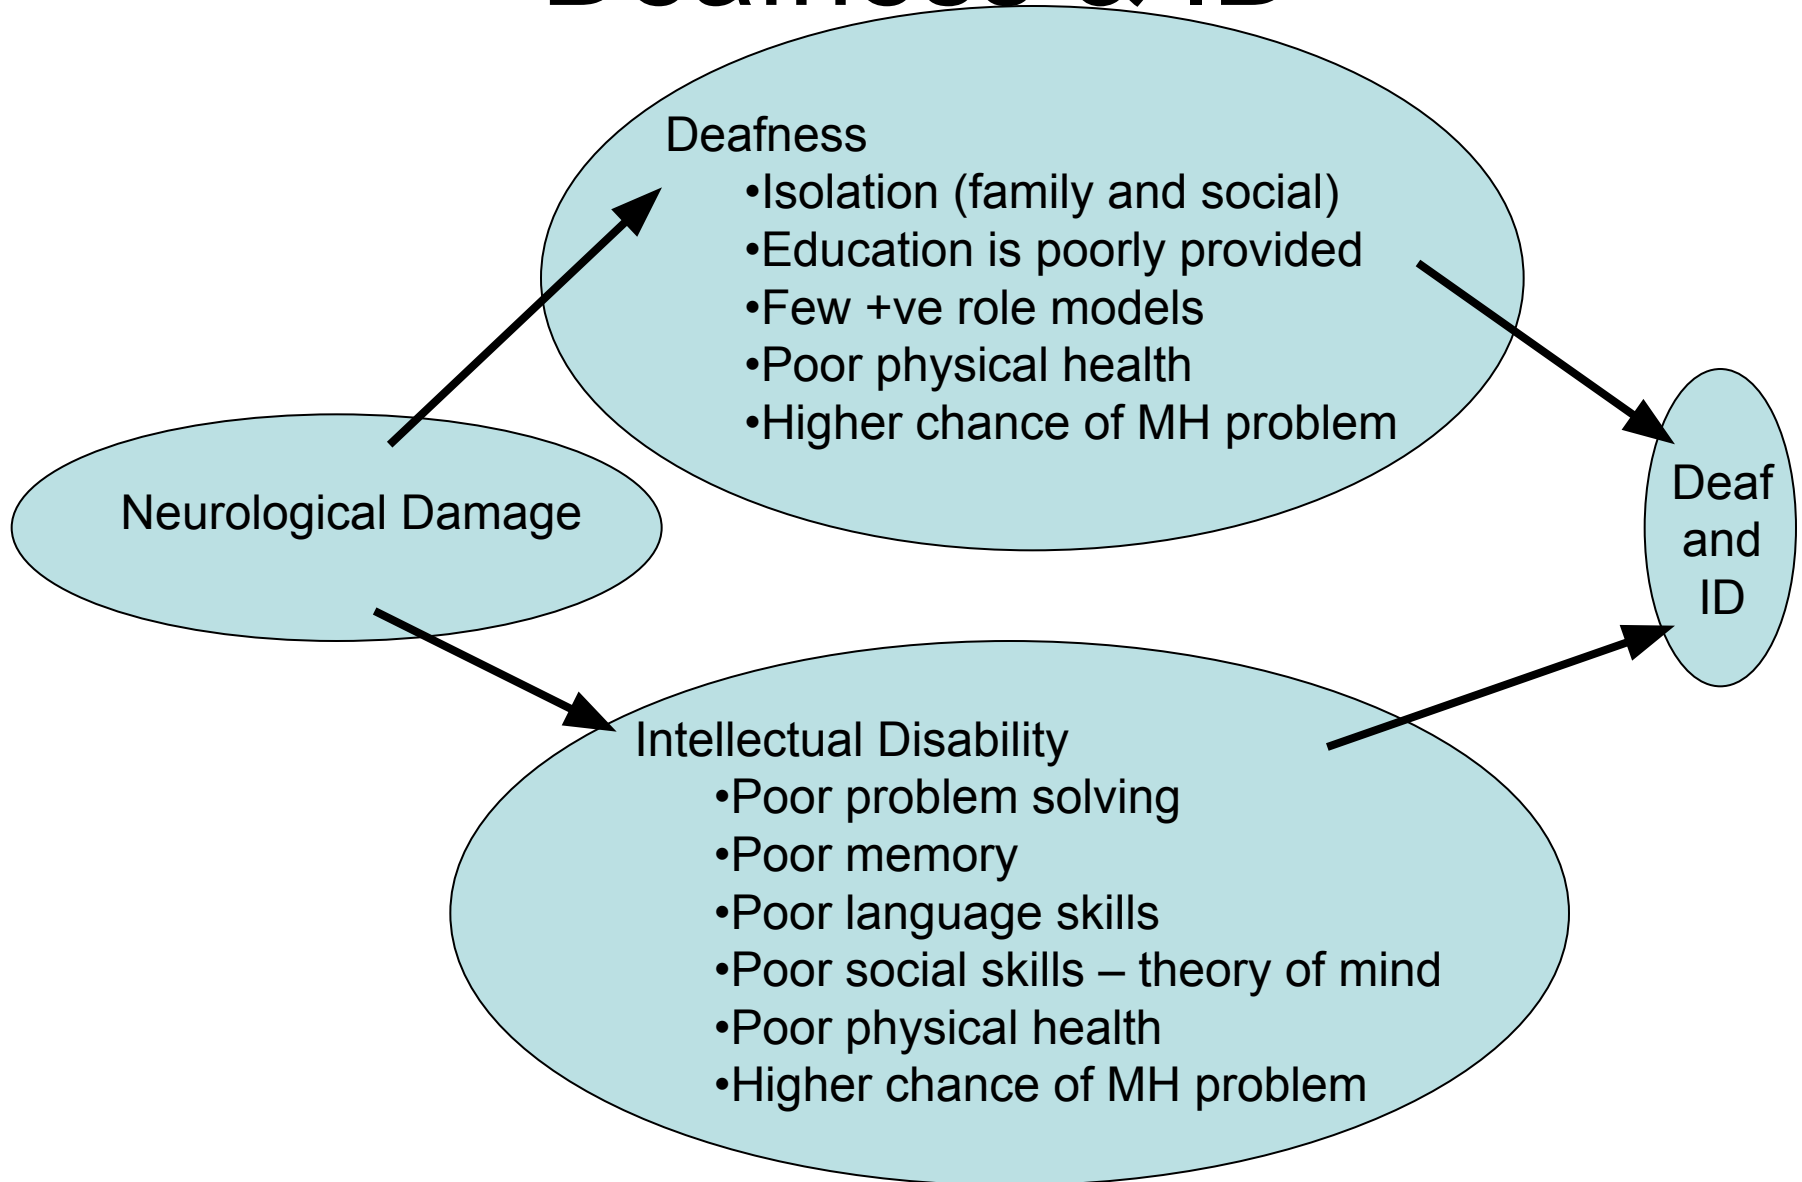 Deafness & ID
Deafness
•Isolation (family and social)
•Education is poorly provided
•Few +ve role models
•Poor physical health
•Higher chance of MH problem
Neurological Damage
Deaf
and
ID
Intellectual Disability
•Poor problem solving
•Poor memory
•Poor language skills
•Poor social skills – theory of mind
•Poor physical health
•Higher chance of MH problem